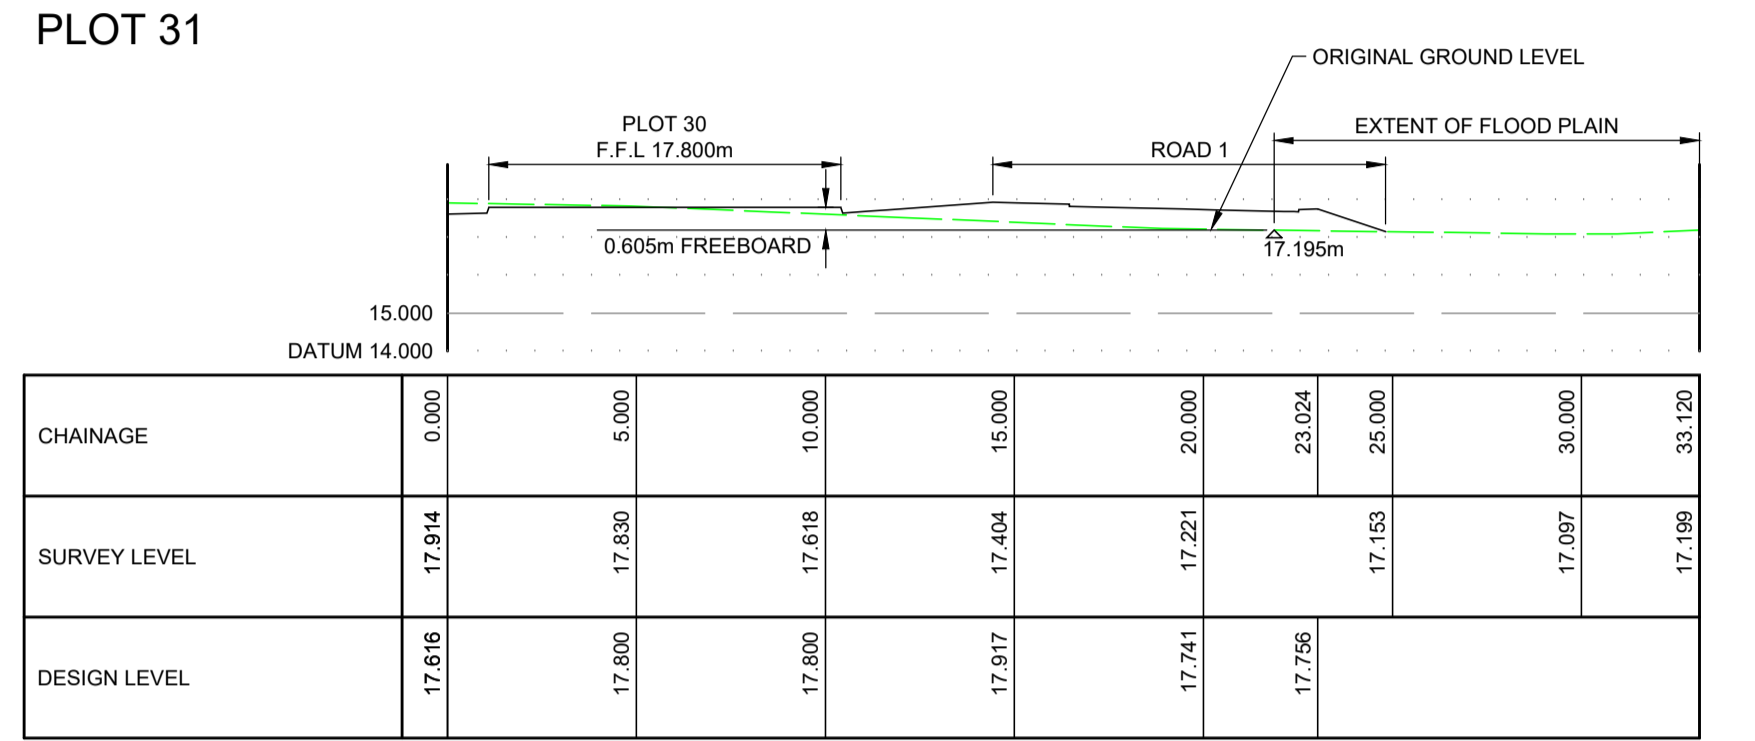 PLOT 31
ORIGINAL GROUND LEVEL
PLOT 30
F.F.L 17.800m
ROAD 1
EXTENT OF FLOOD PLAIN
0.605m FREEBOARD
17.195m
15.000
DATUM 14.000
CHAINAGE 0.000 5.000 10.000 15.000 20.000 23.024 25.000 30.000 33.120
SURVEY LEVEL 17.914 17.830 17.618 17.404 17.221 17.153 17.097 17.199
DESIGN LEVEL 17.616 17.800 17.800 17.917 17.741 17.756